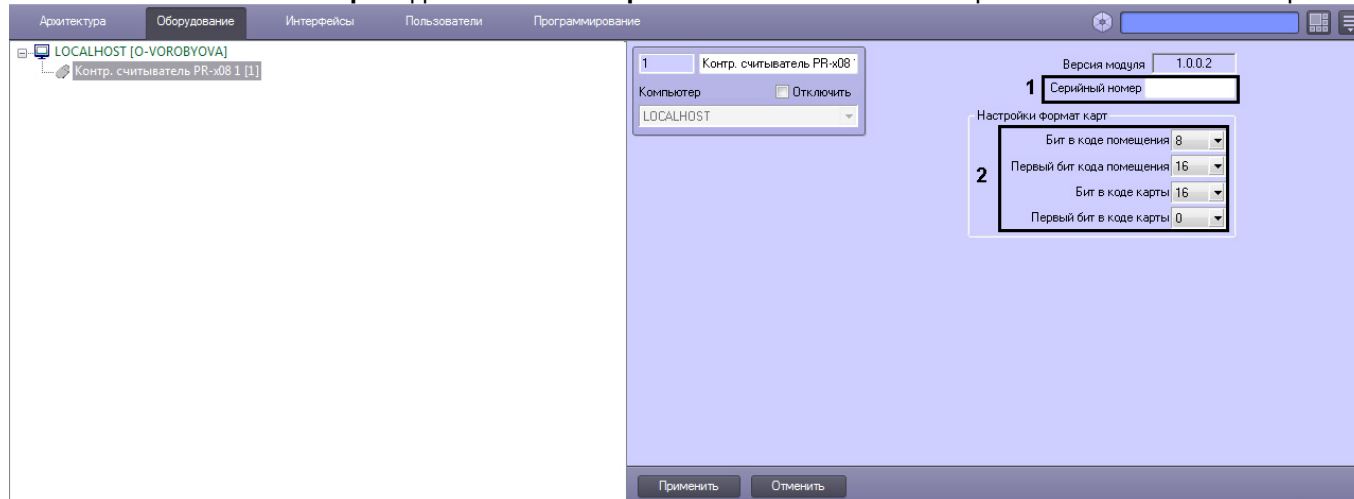 Архитектура Оборудование Интерфейсы Пользователи Программирование
LOCALHOST [O-VOROBYOVA]
Контр. считыватель PR-x08 1 [1]
1 Контр. считыватель PR-x08
Компьютер Отключить
LOCALHOST
Версия модуля 1.0.0.2
1 Серийный номер
Настройки формат карт
2
Бит в коде помещения 8
Первый бит кода помещения 16
Бит в коде карты 16
Первый бит в коде карты 0
Применить Отменить